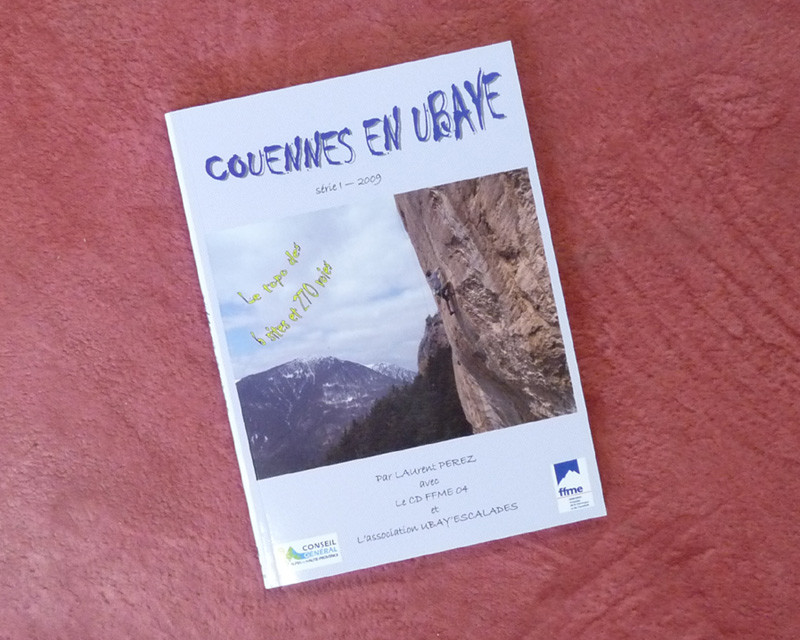 COUENNES EN UBAYE
série 1 — 2009
Le topo des
6 sites et 270 voies
Par LAurent PEREZ
avec
Le CD FFME 04
et
L'association UBAY'ESCALADES
CONSEIL
GENERAL
ffme